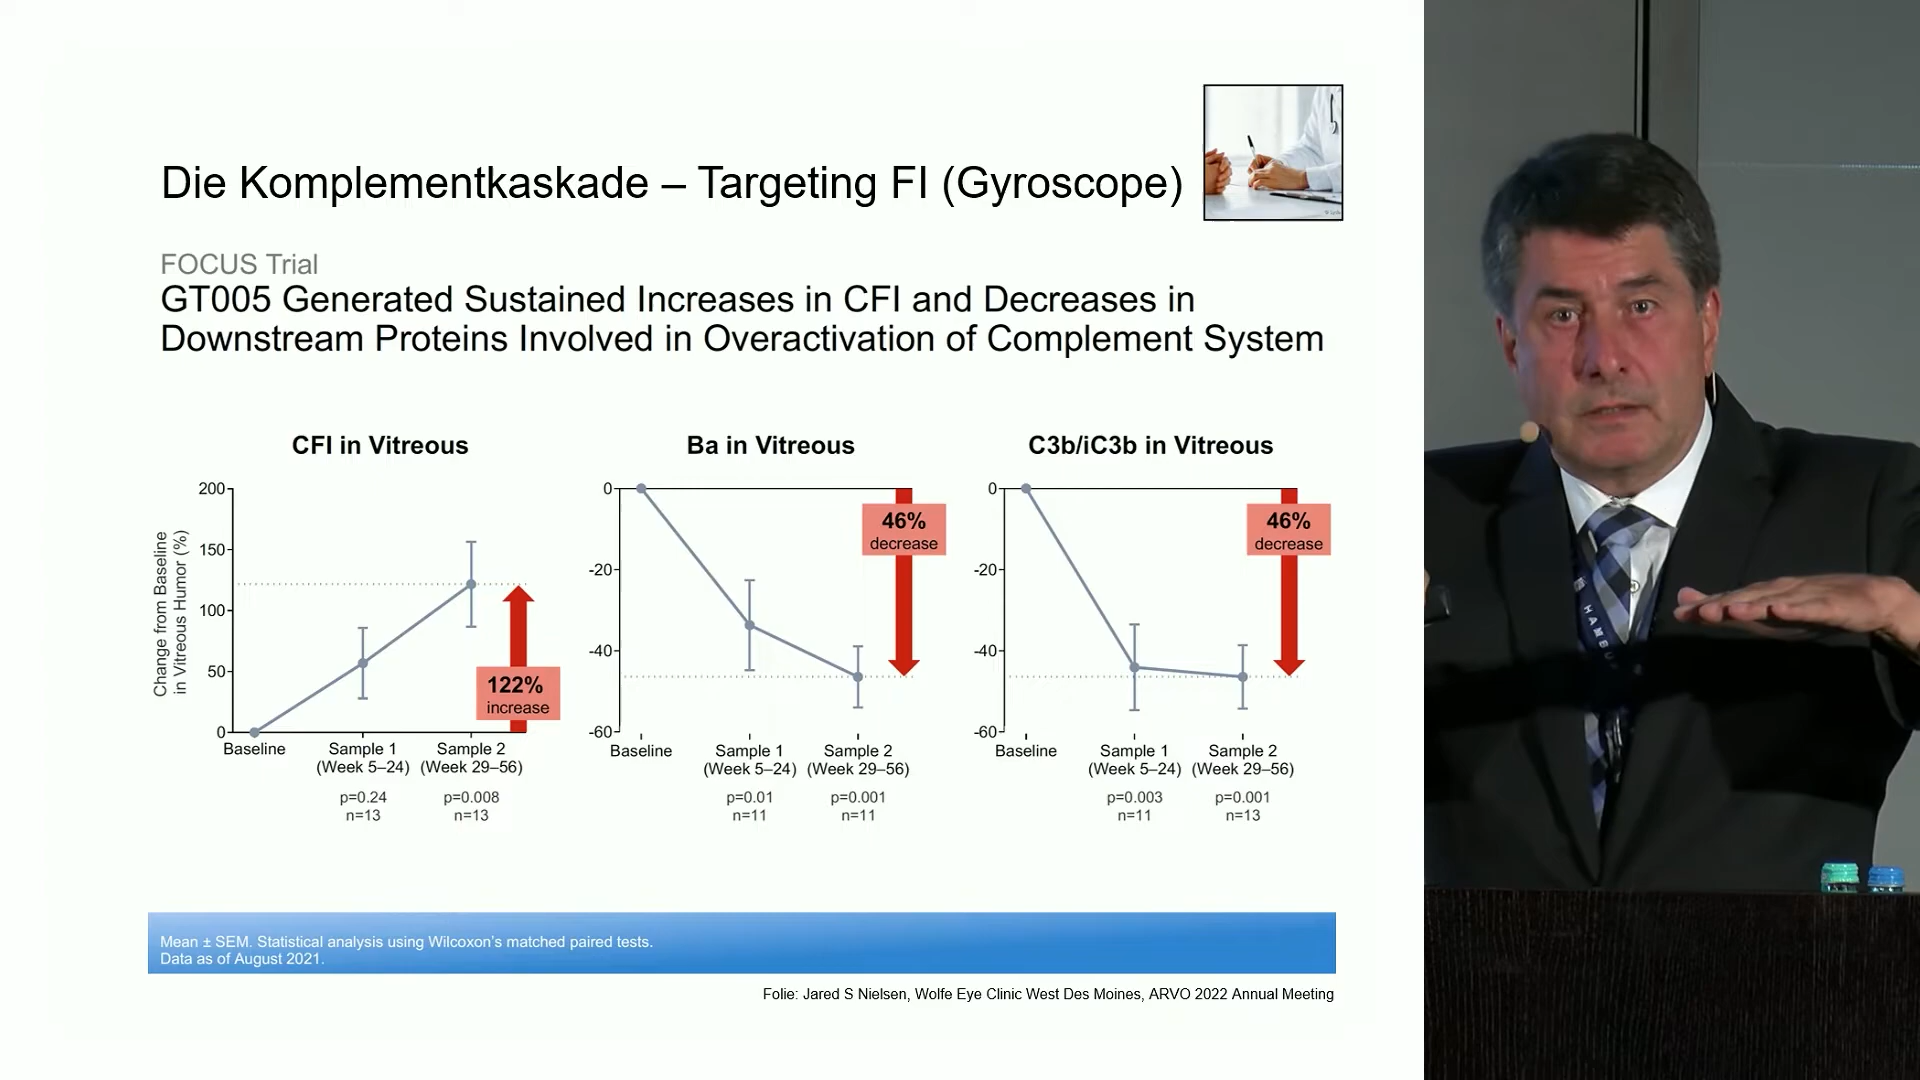 Die Komplementkaskade – Targeting FI (Gyroscope)
FOCUS Trial
GT005 Generated Sustained Increases in CFI and Decreases in
Downstream Proteins Involved in Overactivation of Complement System
CFI in Vitreous
Change from Baseline
in Vitreous Humor (%)
200
150
100
50
0
122%
increase
Baseline
Sample 1
(Week 5–24)
Sample 2
(Week 29–56)
p=0.24
n=13
p=0.008
n=13
Ba in Vitreous
0
-20
-40
-60
46%
decrease
Baseline
Sample 1
(Week 5–24)
Sample 2
(Week 29–56)
p=0.01
n=11
p=0.001
n=11
C3b/iC3b in Vitreous
0
-20
-40
-60
46%
decrease
Baseline
Sample 1
(Week 5–24)
Sample 2
(Week 29–56)
p=0.003
n=11
p=0.001
n=13
Mean ± SEM. Statistical analysis using Wilcoxon's matched paired tests.
Data as of August 2021.
Folie: Jared S Nielsen, Wolfe Eye Clinic West Des Moines, ARVO 2022 Annual Meeting